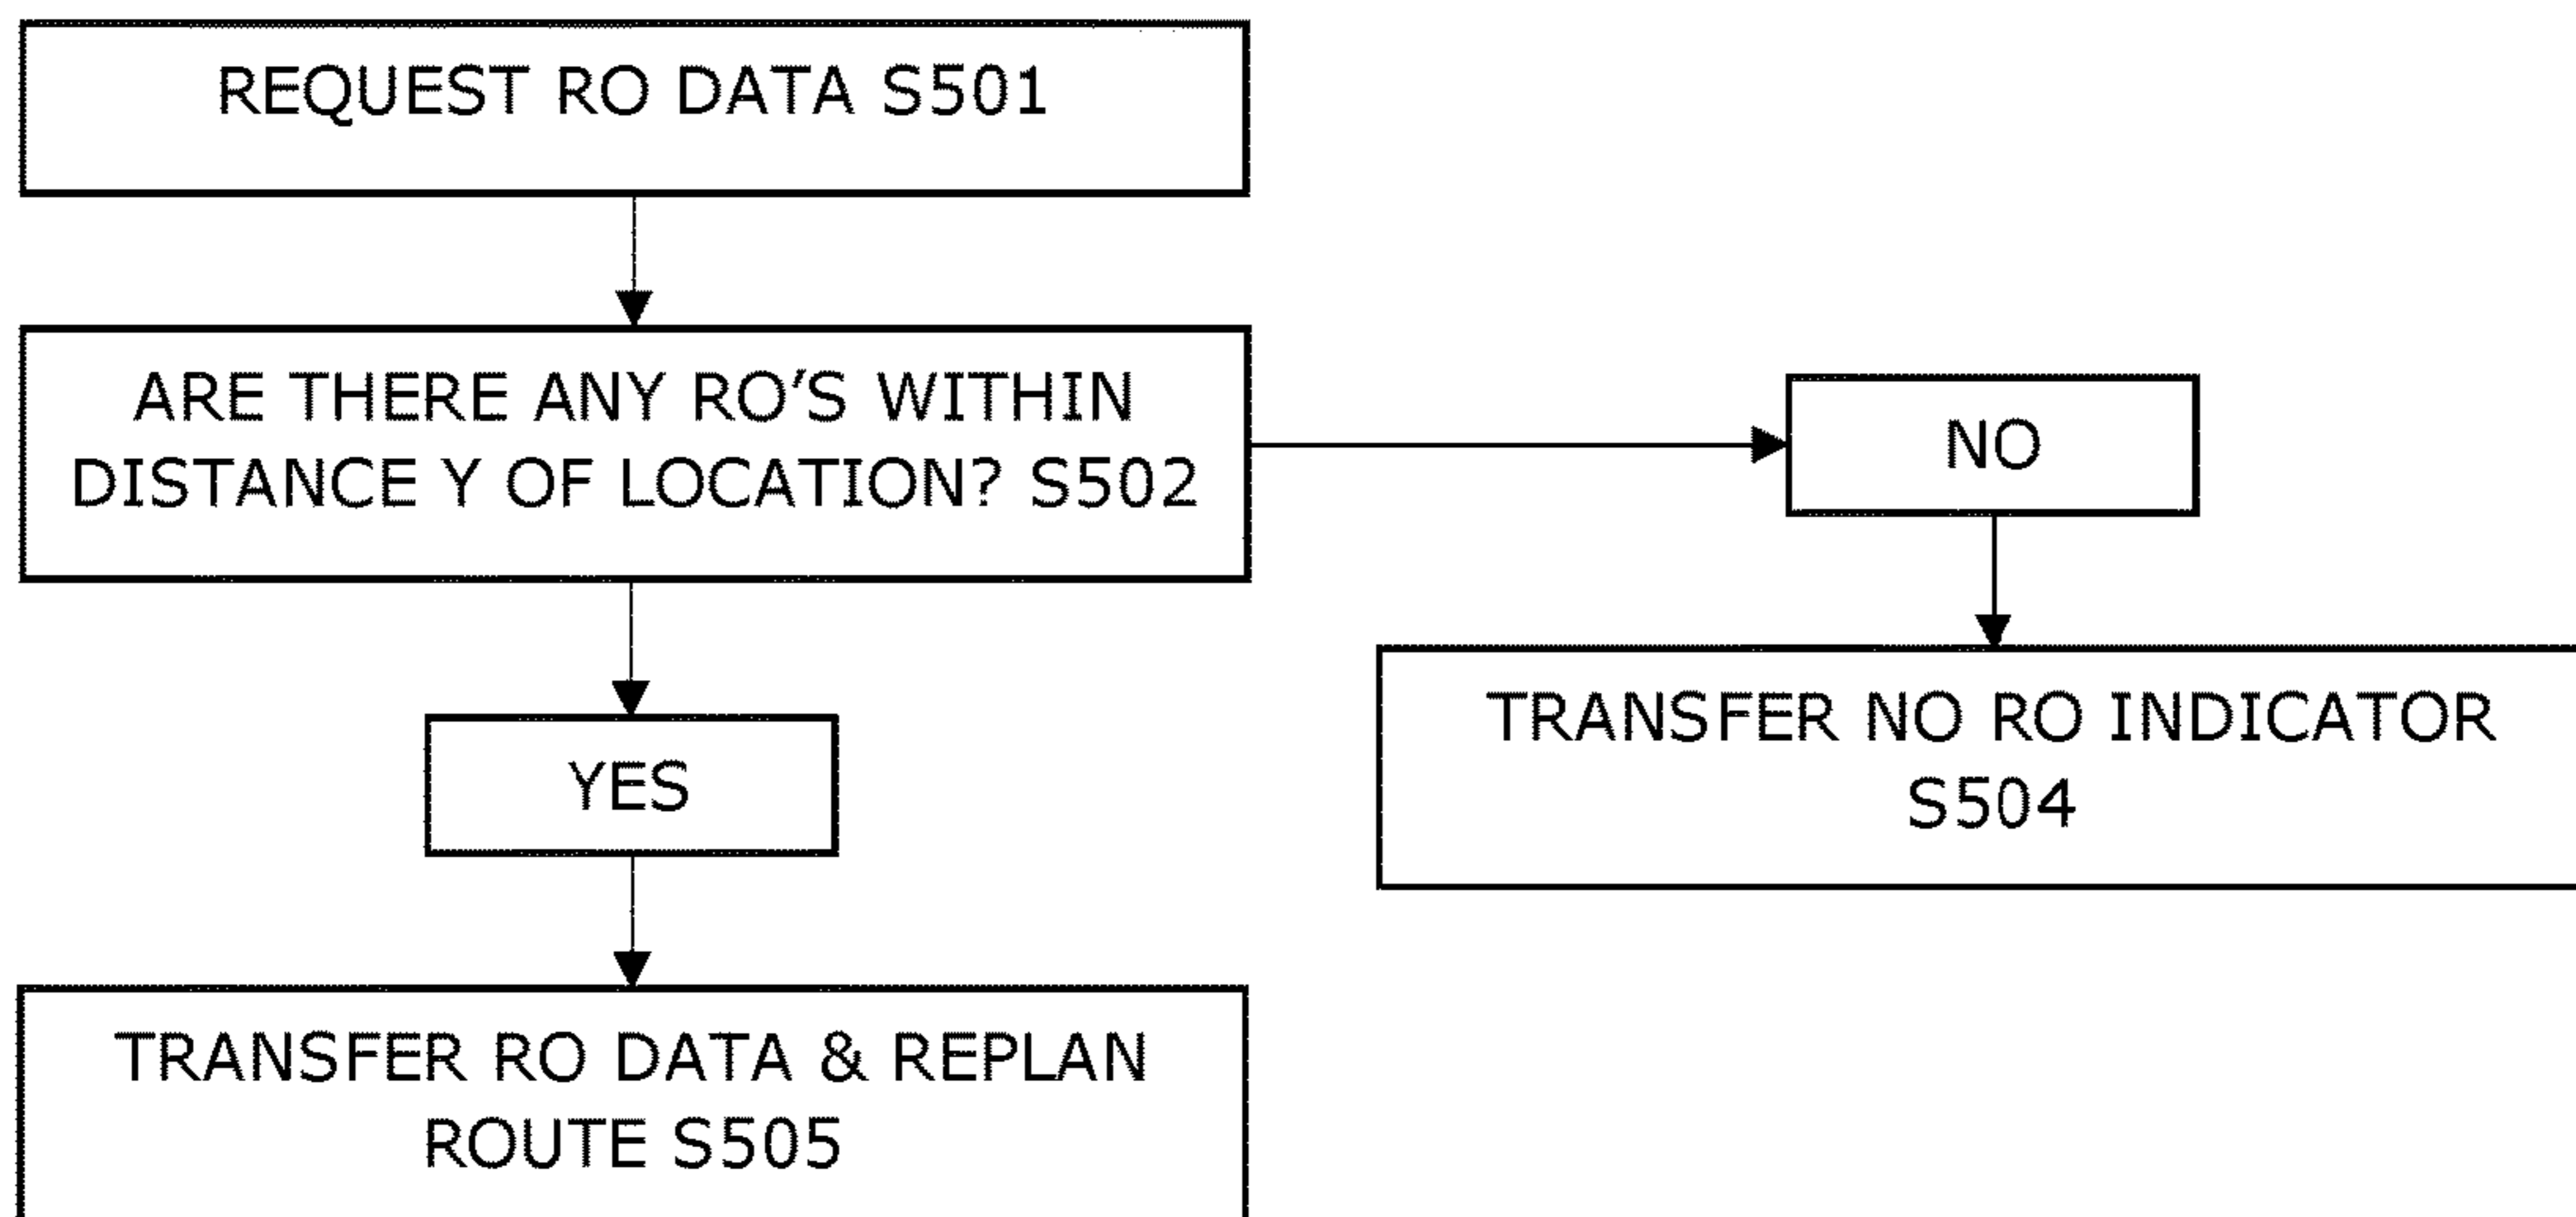 REQUEST RO DATA S501
ARE THERE ANY RO'S WITHIN
DISTANCE Y OF LOCATION? S502
NO
TRANSFER NO RO INDICATOR
S504
YES
TRANSFER RO DATA & REPLAN
ROUTE S505